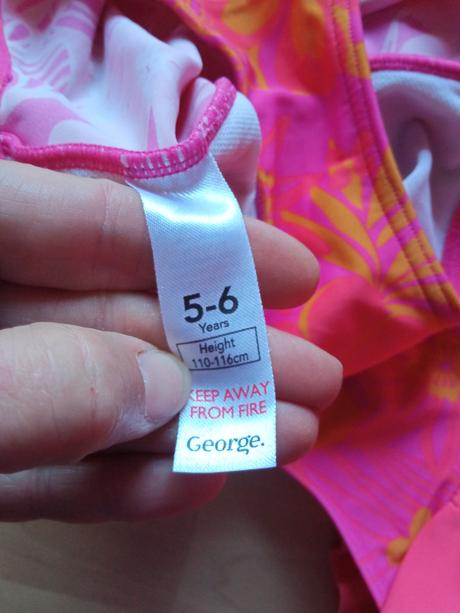 5-6
Years
Height
110-116cm
KEEP AWAY
FROM FIRE
George.